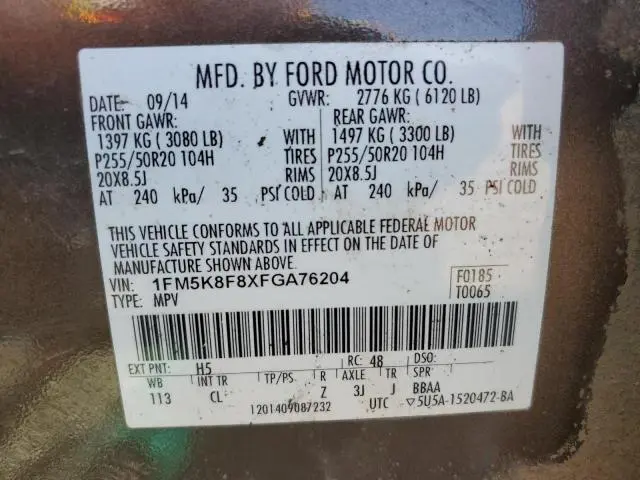 MFD. BY FORD MOTOR CO.
DATE: 09/14 GVWR: 2776 KG ( 6120 LB)
FRONT GAWR: REAR GAWR:
1397 KG ( 3080 LB) WITH 1497 KG ( 3300 LB) WITH
P255/50R20 104H TIRES P255/50R20 104H TIRES
20X8.5J RIMS 20X8.5J RIMS
AT 240 kPa/ 35 PSI COLD AT 240 kPa/ 35 PSI COLD
THIS VEHICLE CONFORMS TO ALL APPLICABLE FEDERAL MOTOR
VEHICLE SAFETY STANDARDS IN EFFECT ON THE DATE OF
MANUFACTURE SHOWN ABOVE.
VIN: 1FM5K8F8XFGA76204 F0185
TYPE: MPV T0065
EXT PNT: H5 RC: 48 DSO:
WB INT TR TP/PS R AXLE TR SPR
113 CL Z 3J J BBAA
1201409087232 UTC ▽5U5A-1520472-BA